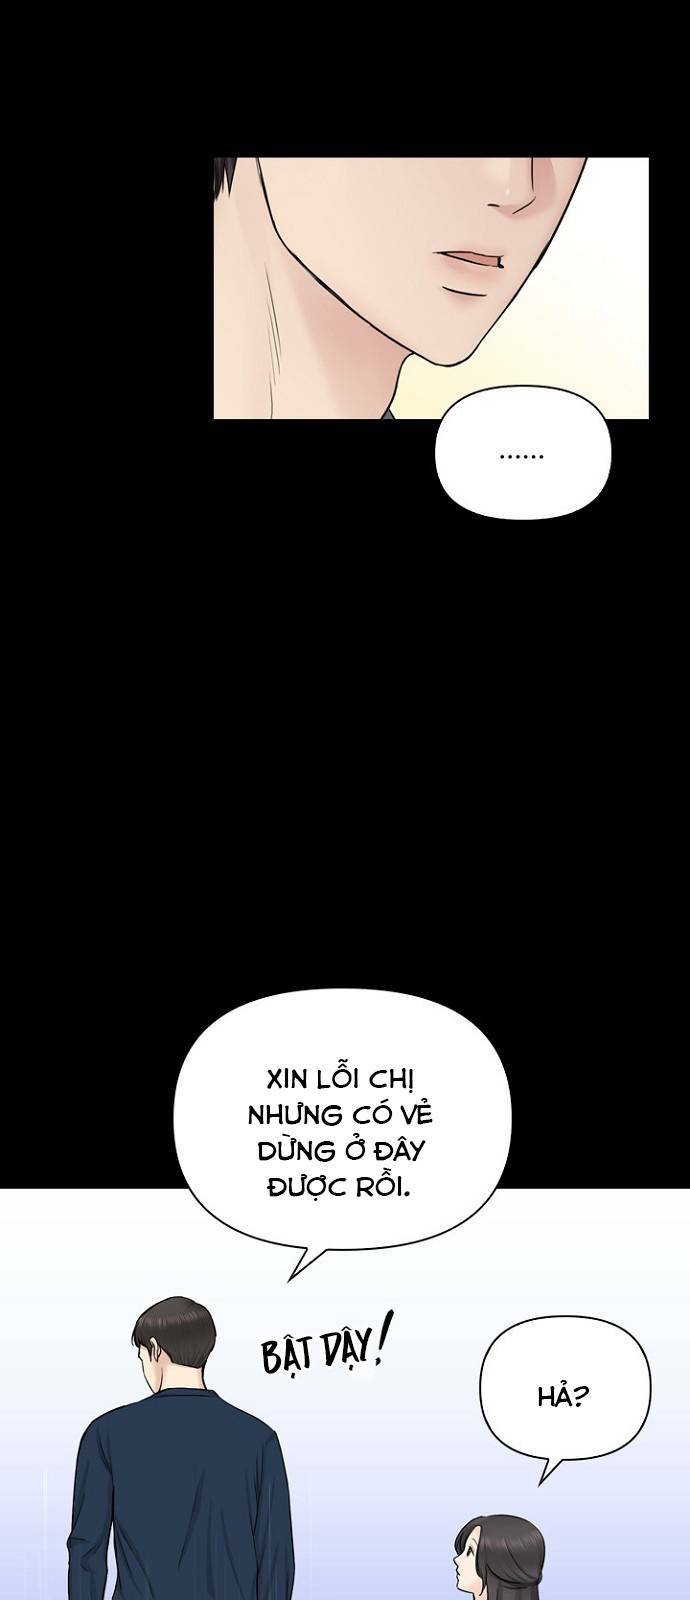 ......
XIN LỖI CHỊ
NHƯNG CÓ VẺ
DỪNG Ở ĐÂY
ĐƯỢC RỒI.
BẬT DẬY!
HẢ?